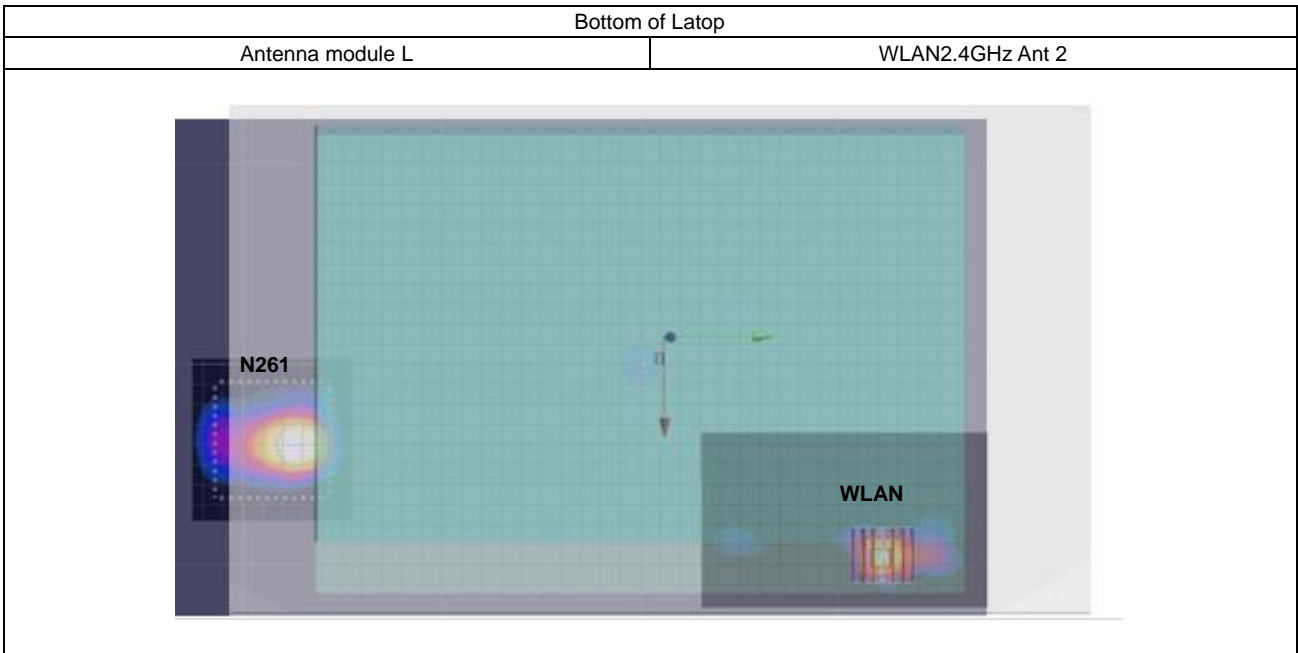 Bottom of Latop
Antenna module L
WLAN2.4GHz Ant 2
N261
WLAN